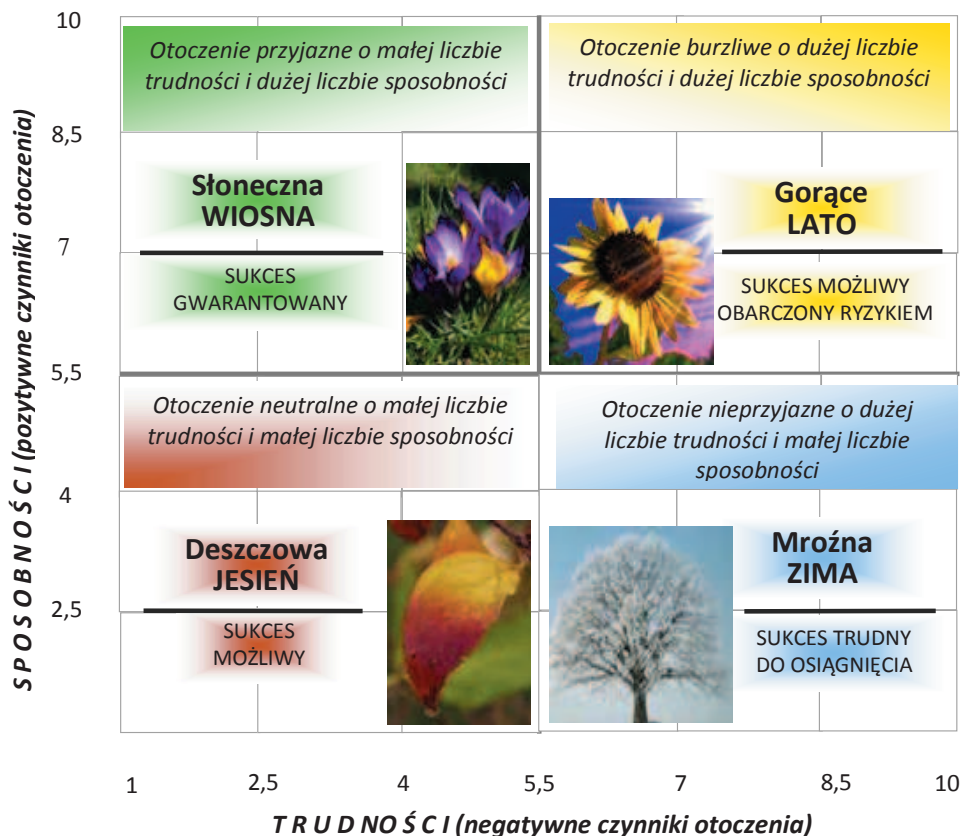 10
Otoczenie przyjazne o małej liczbie
trudności i dużej liczbie sposobności
Otoczenie burzliwe o dużej liczbie
trudności i dużej liczbie sposobności
8,5
Słoneczna
WIOSNA
SUKCES
GWARANTOWANY
Gorące
LATO
SUKCES MOŻLIWY
OBARCZONY RYZYKIEM
7
5,5
Otoczenie neutralne o małej liczbie
trudności i małej liczbie sposobności
Otoczenie nieprzyjazne o dużej
liczbie trudności i małej liczbie
sposobności
4
Deszczowa
JESIEŃ
SUKCES
MOŻLIWY
Mroźna
ZIMA
SUKCES TRUDNY
DO OSIĄGNIĘCIA
2,5
S P O S O B N O Ś C I (pozytywne czynniki otoczenia)
1 2,5 4 5,5 7 8,5 10
T R U D N O Ś C I (negatywne czynniki otoczenia)